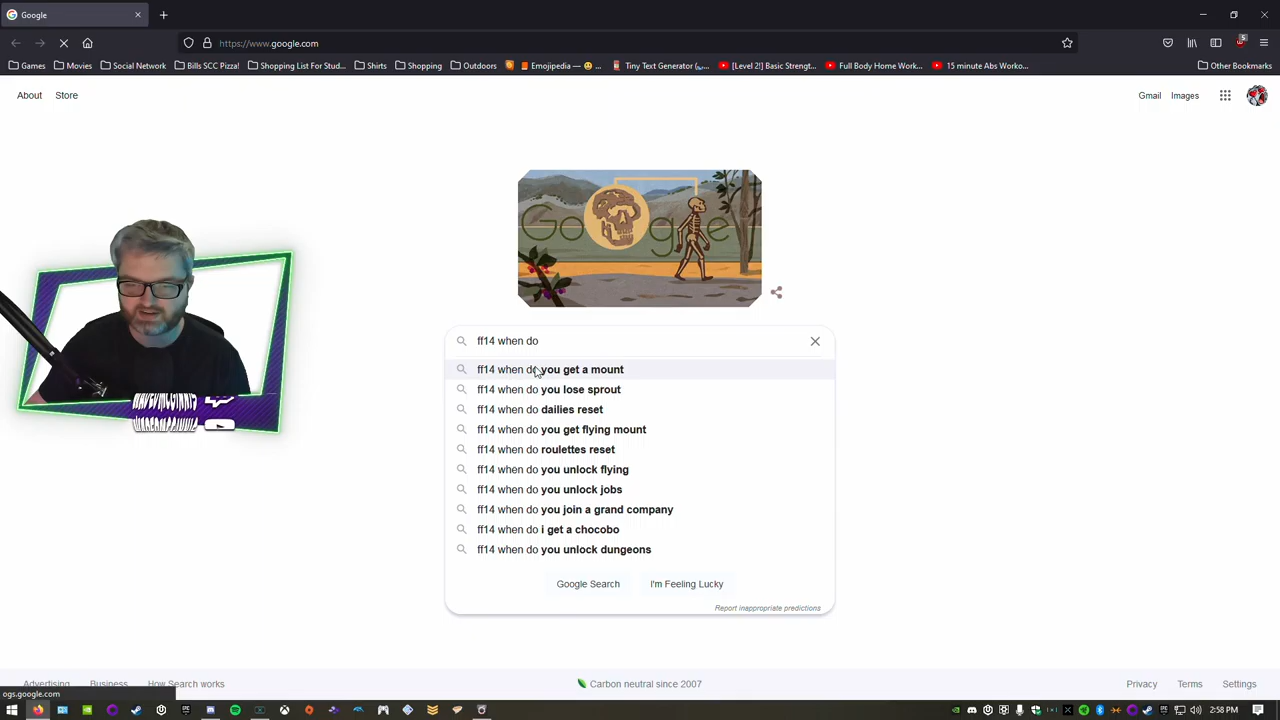 Google
https://www.google.com
Games
Movies
Social Network
Bills SCC Pizza!
Shopping List For Stud...
Shirts
Shopping
Outdoors
Emojipedia — 😊 ...
Tiny Text Generator (...
[Level 2!] Basic Strengt...
Full Body Home Work...
15 minute Abs Worko...
Other Bookmarks
About
Store
Gmail
Images
Google
ff14 when do
ff14 when do you get a mount
ff14 when do you lose sprout
ff14 when do dailies reset
ff14 when do you get flying mount
ff14 when do roulettes reset
ff14 when do you unlock flying
ff14 when do you unlock jobs
ff14 when do you join a grand company
ff14 when do i get a chocobo
ff14 when do you unlock dungeons
Google Search
I'm Feeling Lucky
Report inappropriate predictions
Advertising
Business
How Search works
Carbon neutral since 2007
Privacy
Terms
Settings
ogs.google.com
2:58 PM